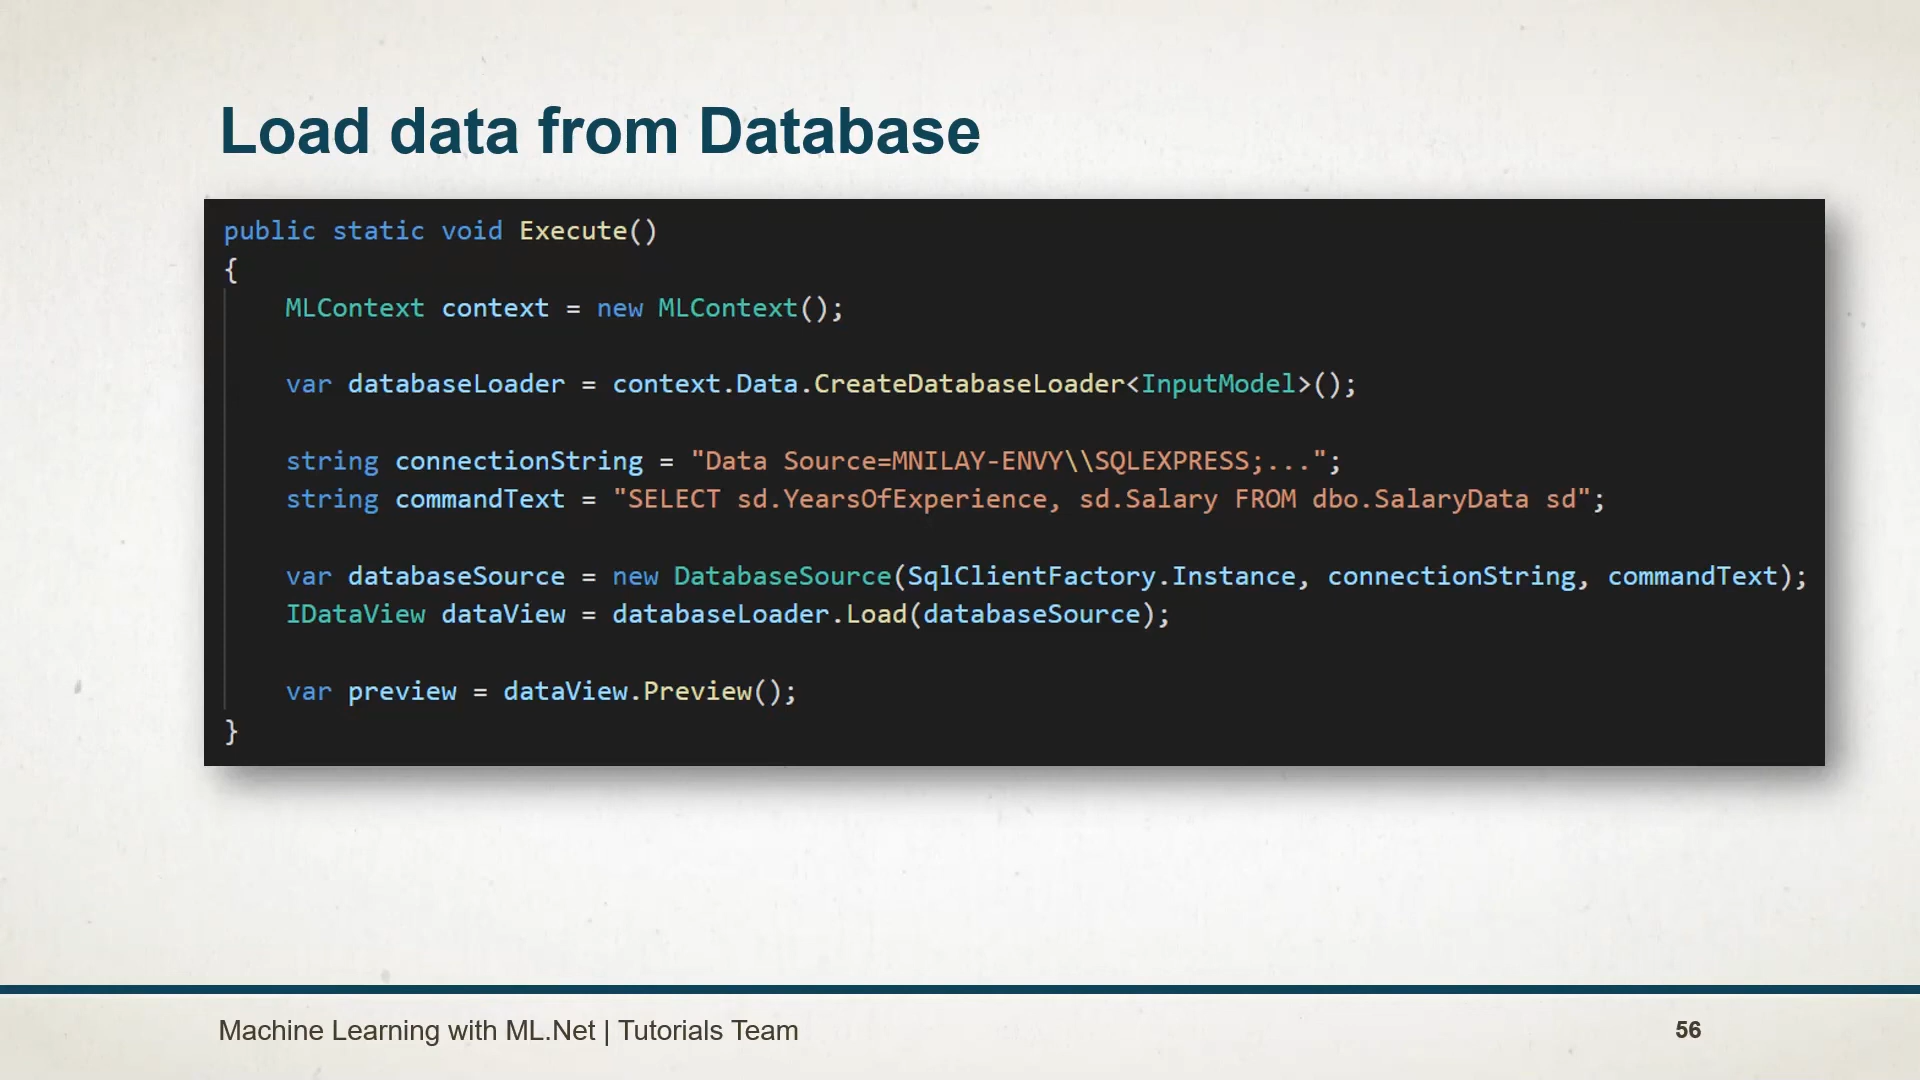 Load data from Database
public static void Execute()
{
MLContext context = new MLContext();
var databaseLoader = context.Data.CreateDatabaseLoader<InputModel>();
string connectionString = "Data Source=MNILAY-ENVY\\SQLEXPRESS;...";
string commandText = "SELECT sd.YearsOfExperience, sd.Salary FROM dbo.SalaryData sd";
var databaseSource = new DatabaseSource(SqlClientFactory.Instance, connectionString, commandText);
IDataView dataView = databaseLoader.Load(databaseSource);
var preview = dataView.Preview();
}
Machine Learning with ML.Net | Tutorials Team
56